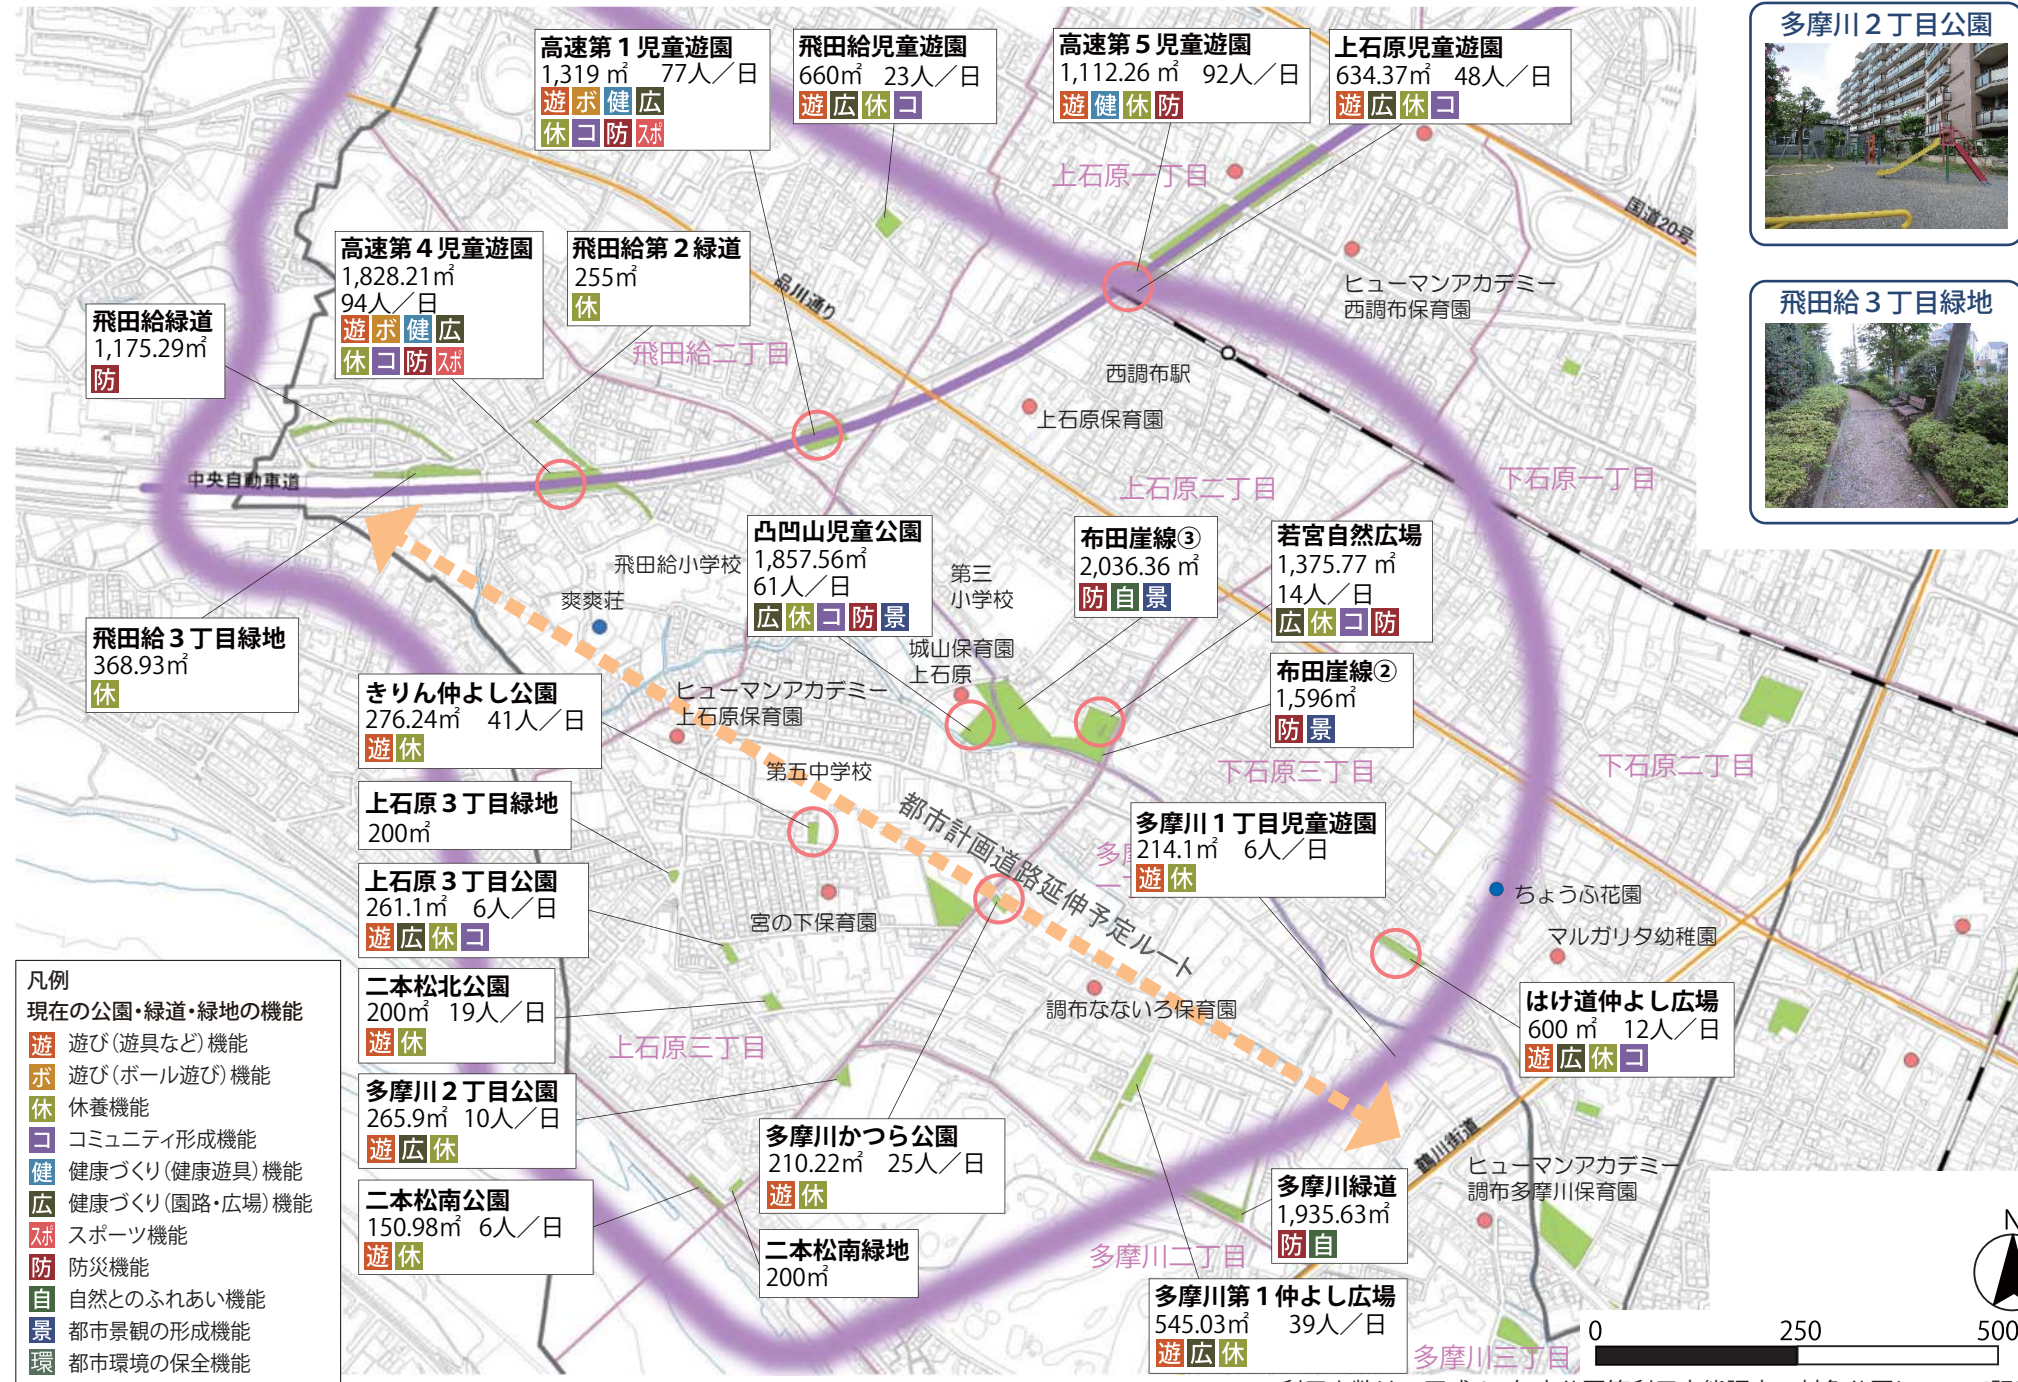 高速第1児童遊園
1,319㎡ 77人／日
遊 ボ 健 広
休 コ 防 スポ
飛田給児童遊園
660㎡ 23人／日
遊 広 休 コ
高速第5児童遊園
1,112.26㎡ 92人／日
遊 健 休 防
上石原児童遊園
634.37㎡ 48人／日
遊 広 休 コ
多摩川2丁目公園
飛田給3丁目緑地
上石原一丁目
国道20号
高速第4児童遊園
1,828.21㎡
94人／日
遊 ボ 健 広
休 コ 防 スポ
飛田給第2緑道
255㎡
休
品川通り
ヒューマンアカデミー
西調布保育園
飛田給緑道
1,175.29㎡
防
飛田給二丁目
西調布駅
上石原保育園
中央自動車道
上石原二丁目
下石原一丁目
凸凹山児童公園
1,857.56㎡
61人／日
広 休 コ 防 景
布田崖線③
2,036.36㎡
防 自 景
若宮自然広場
1,375.77㎡
14人／日
広 休 コ 防
飛田給小学校
第三
小学校
爽爽荘
飛田給3丁目緑地
368.93㎡
休
城山保育園
上石原
布田崖線②
1,596㎡
防 景
きりん仲よし公園
276.24㎡ 41人／日
遊 休
ヒューマンアカデミー
上石原保育園
第五中学校
下石原三丁目
下石原二丁目
上石原3丁目緑地
200㎡
都市計画道路延伸予定ルート
多摩川1丁目児童遊園
214.1㎡ 6人／日
遊 休
上石原3丁目公園
261.1㎡ 6人／日
遊 広 休 コ
宮の下保育園
ちょうふ花園
マルガリタ幼稚園
二本松北公園
200㎡ 19人／日
遊 休
調布なないろ保育園
はけ道仲よし広場
600㎡ 12人／日
遊 広 休 コ
上石原三丁目
多摩川2丁目公園
265.9㎡ 10人／日
遊 広 休
多摩川かつら公園
210.22㎡ 25人／日
遊 休
鶴川街道
ヒューマンアカデミー
調布多摩川保育園
二本松南公園
150.98㎡ 6人／日
遊 休
多摩川緑道
1,935.63㎡
防 自
二本松南緑地
200㎡
多摩川二丁目
多摩川第1仲よし広場
545.03㎡ 39人／日
遊 広 休
多摩川三丁目
凡例
現在の公園・緑道・緑地の機能
遊 遊び（遊具など）機能
ボ 遊び（ボール遊び）機能
休 休養機能
コ コミュニティ形成機能
健 健康づくり（健康遊具）機能
広 健康づくり（園路・広場）機能
スポ スポーツ機能
防 防災機能
自 自然とのふれあい機能
景 都市景観の形成機能
環 都市環境の保全機能
N
0 250 500